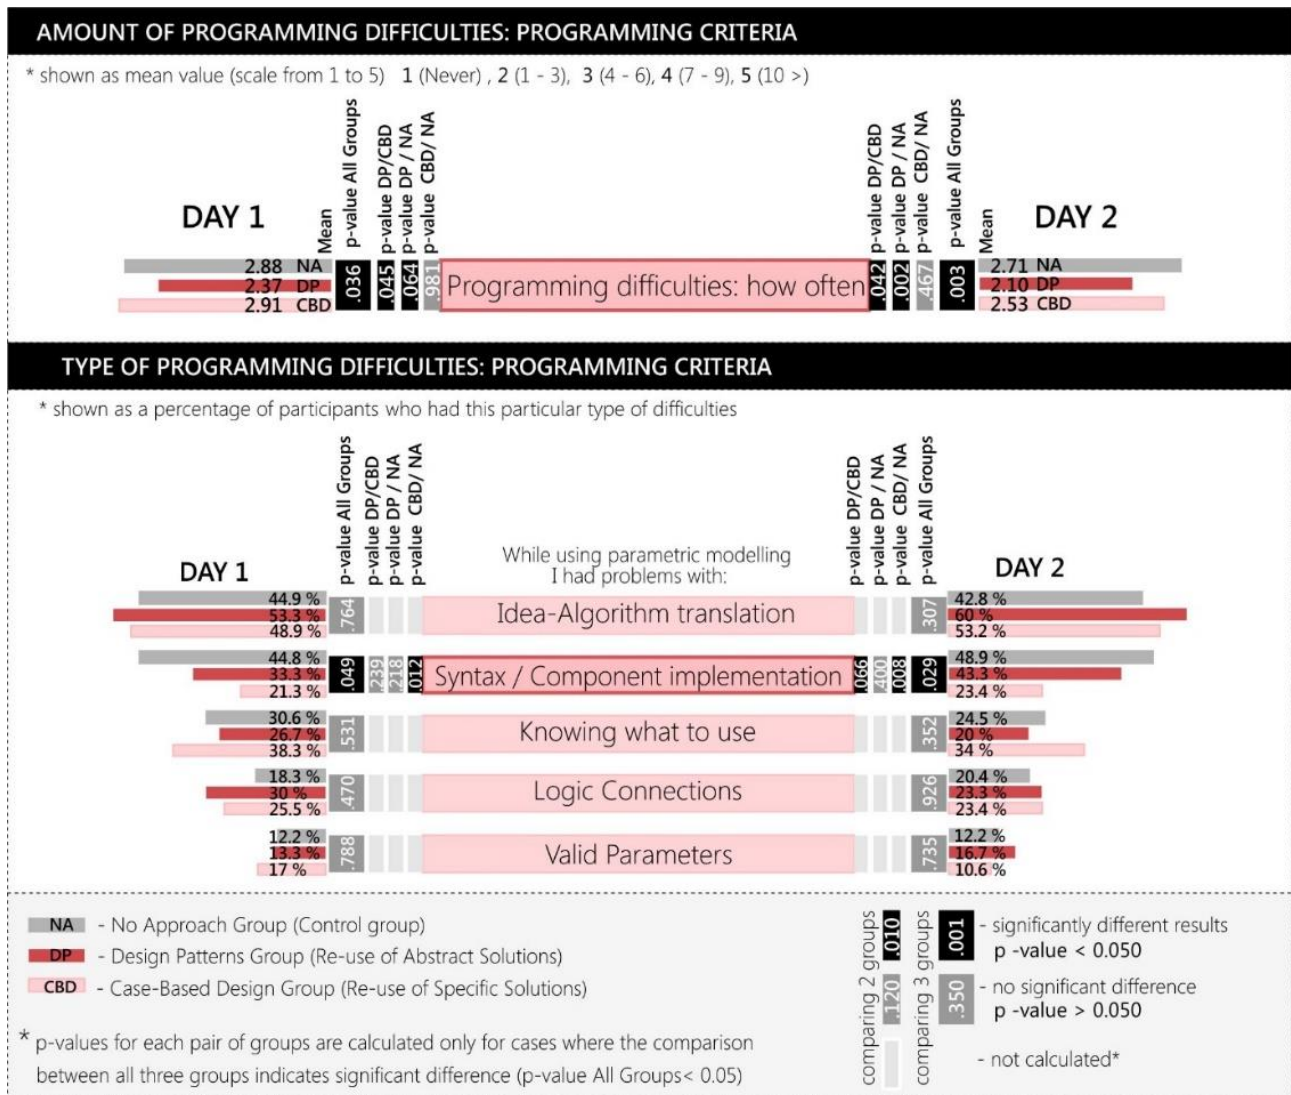 AMOUNT OF PROGRAMMING DIFFICULTIES: PROGRAMMING CRITERIA
* shown as mean value (scale from 1 to 5) 1 (Never) , 2 (1 - 3), 3 (4 - 6), 4 (7 - 9), 5 (10 >)
DAY 1
Mean
p-value All Groups
p-value DP/CBD
p-value DP / NA
p-value CBD/ NA
p-value DP/CBD
p-value DP / NA
p-value CBD/ NA
p-value All Groups
Mean
DAY 2
2.88 NA
2.37 DP
2.91 CBD
.036
.045
.064
.981
Programming difficulties: how often
.042
.002
.467
.003
2.71 NA
2.10 DP
2.53 CBD
TYPE OF PROGRAMMING DIFFICULTIES: PROGRAMMING CRITERIA
* shown as a percentage of participants who had this particular type of difficulties
DAY 1
p-value All Groups
p-value DP/CBD
p-value DP / NA
p-value CBD/ NA
While using parametric modelling
I had problems with:
p-value DP/CBD
p-value DP / NA
p-value CBD/ NA
p-value All Groups
DAY 2
44.9 %
53.3 %
48.9 %
.764
Idea-Algorithm translation
.307
42.8 %
60 %
53.2 %
44.8 %
33.3 %
21.3 %
.049
.239
.218
.012
Syntax / Component implementation
.066
.400
.008
.029
48.9 %
43.3 %
23.4 %
30.6 %
26.7 %
38.3 %
.531
Knowing what to use
.352
24.5 %
20 %
34 %
18.3 %
30 %
25.5 %
.470
Logic Connections
.926
20.4 %
23.3 %
23.4 %
12.2 %
13.3 %
17 %
.788
Valid Parameters
.735
12.2 %
16.7 %
10.6 %
NA - No Approach Group (Control group)
DP - Design Patterns Group (Re-use of Abstract Solutions)
CBD - Case-Based Design Group (Re-use of Specific Solutions)
* p-values for each pair of groups are calculated only for cases where the comparison
between all three groups indicates significant difference (p-value All Groups< 0.05)
comparing 2 groups
.010
.120
comparing 3 groups
.001
.350
- significantly different results
p -value < 0.050
- no significant difference
p -value > 0.050
- not calculated*